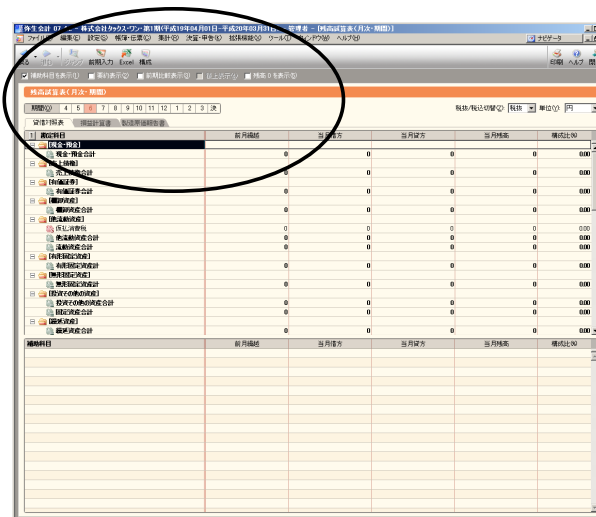 弥生会計 07 株式会社タックス・ワン・第1期(平成19年04月01日-平成20年03月31日) 管理者 - [残高試算表(月次・期間)]
編集(E) 設定(S) 帳簿・伝票(C) 集計(R) 決算・申告(E) 拡張機能(X) ツール(T) ヘルプ(H) ナビゲータ
前期入力 Excel 構成 印刷 ヘルプ
補助科目を表示(I) 要約表示(Q) 前期比較表示 残高0を表示
残高試算表(月次・期間)
期間(O) 4 5 6 7 8 9 10 11 12 1 2 3 決 税抜/税込切替(Z): 税抜 単位(Y): 円
貸借対照表 損益計算書 製造原価報告書
1 勘定科目 前月繰越 当月借方 当月貸方 当月残高 構成比(%)
[現金・預金]
現金・預金合計 0 0 0 0 0.00
[売上債権]
売上債権合計 0 0 0 0 0.00
[有価証券]
有価証券合計 0 0 0 0 0.00
[棚卸資産]
棚卸資産合計 0 0 0 0 0.00
[他流動資産]
仮払消費税 0 0 0 0 0.00
他流動資産合計 0 0 0 0 0.00
流動資産合計 0 0 0 0 0.00
[有形固定資産]
有形固定資産計 0 0 0 0 0.00
[無形固定資産]
無形固定資産計 0 0 0 0 0.00
[投資その他の資産]
投資その他の資産合計 0 0 0 0 0.00
固定資産合計 0 0 0 0 0.00
[繰延資産]
繰延資産合計 0 0 0 0 0.00
補助科目 前月繰越 当月借方 当月貸方 当月残高 構成比(%)